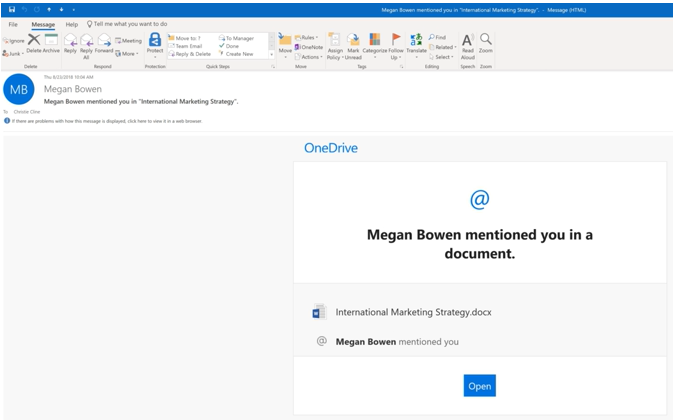 Megan Bowen mentioned you in "International Marketing Strategy". - Message (HTML)
File Message Help Tell me what you want to do
Ignore
Junk
Delete Archive
Reply Reply All Forward
Meeting
More
Protect
Move to: ?
Team Email
Reply & Delete
To Manager
Done
Create New
Move
Rules
OneNote
Actions
Assign Policy
Mark Unread
Categorize
Follow Up
Translate
Find
Related
Select
Read Aloud
Zoom
Delete Respond Protection Quick Steps Move Tags Editing Speech Zoom
MB
Thu 8/23/2018 10:04 AM
Megan Bowen
Megan Bowen mentioned you in "International Marketing Strategy".
To Christie Cline
If there are problems with how this message is displayed, click here to view it in a web browser.
OneDrive
@
Megan Bowen mentioned you in a
document.
International Marketing Strategy.docx
@ Megan Bowen mentioned you
Open